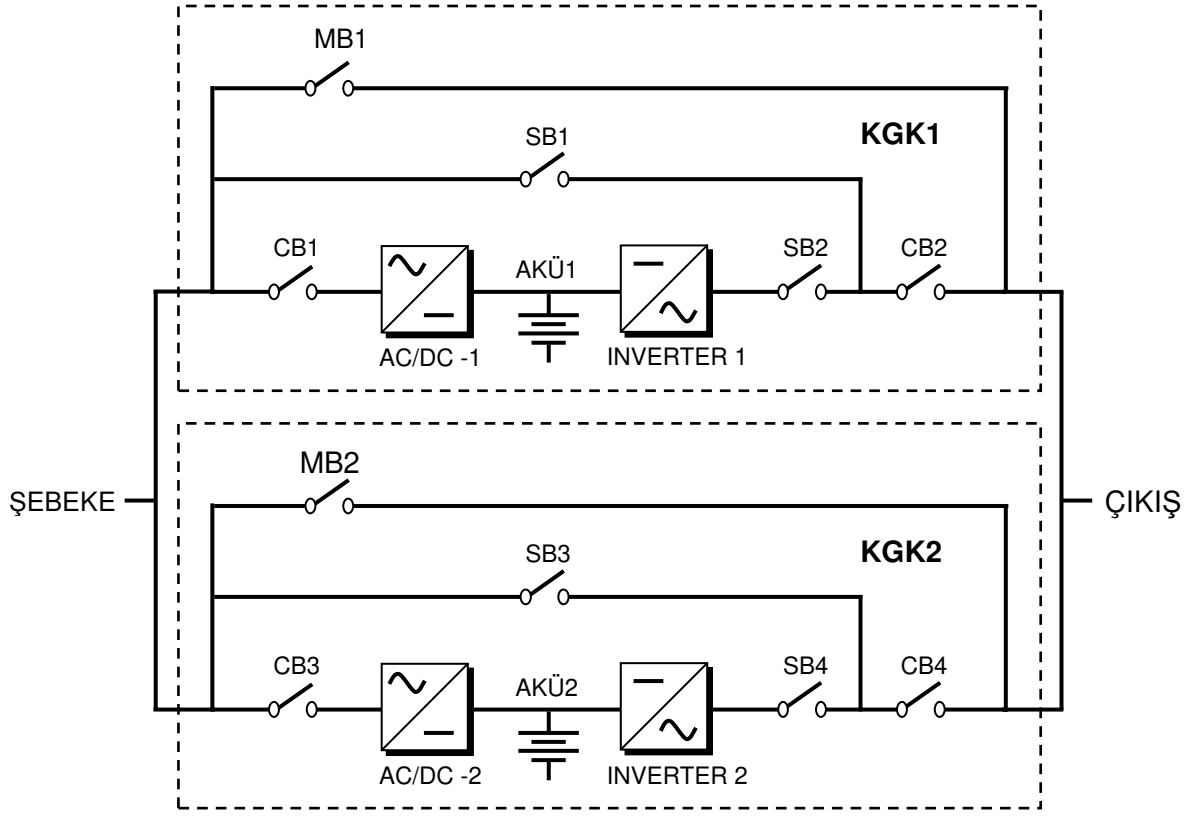 MB1
SB1
KGK1
CB1
AKÜ1
SB2
CB2
AC/DC -1
INVERTER 1
MB2
ŞEBEKE
ÇIKIŞ
SB3
KGK2
CB3
AKÜ2
SB4
CB4
AC/DC -2
INVERTER 2